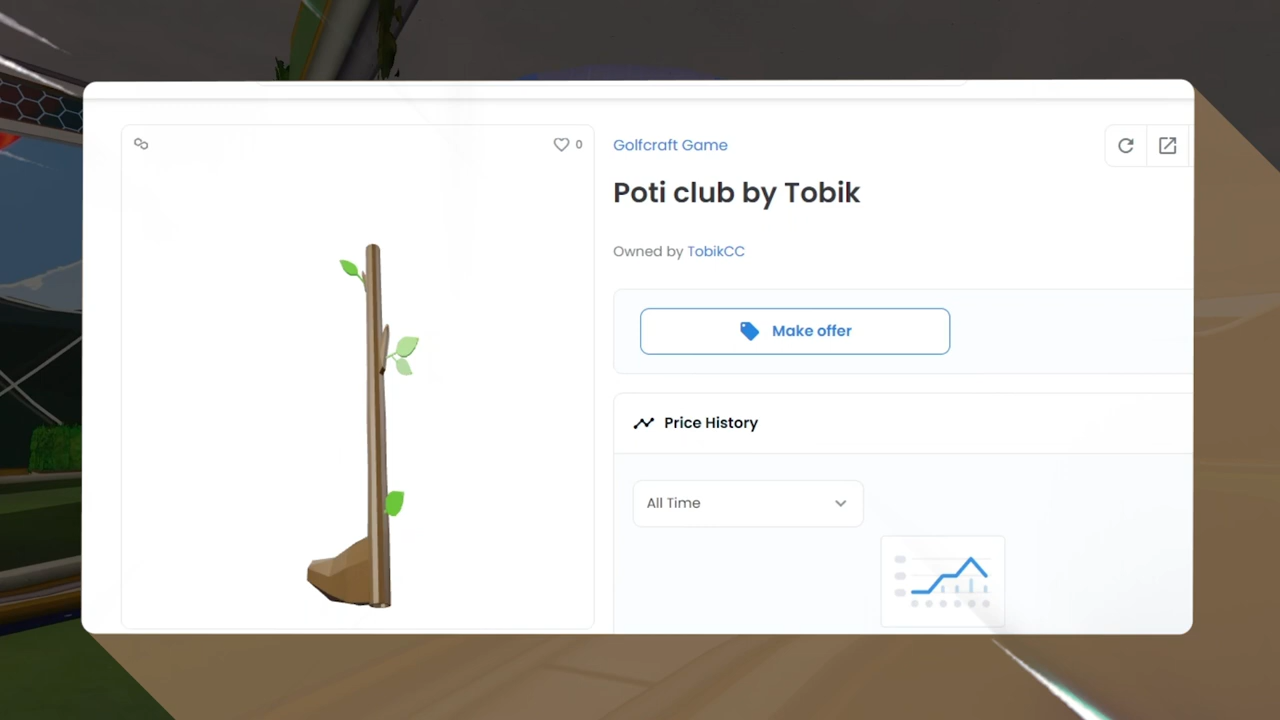 0
Golfcraft Game
Poti club by Tobik
Owned by TobikCC
Make offer
Price History
All Time